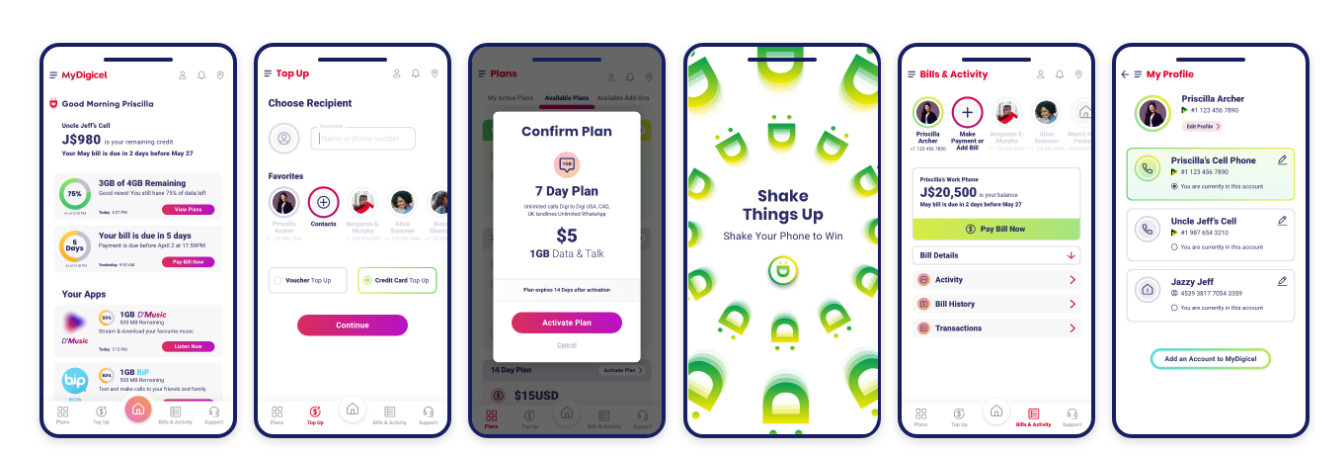 MyDigicel
Good Morning Priscilla
Uncle Jeff's Cell
J$980 is your remaining credit
Your May bill is due in 2 days before May 27
75%
3GB of 4GB Remaining
Good news! You still have 75% of data left
Today 4:27 PM
View Plans
5
Days
Your bill is due in 5 days
Payment is due before April 2 at 11:59PM
Yesterday 9:10 AM
Pay Bill Now
Your Apps
D'Music
50%
1GB D'Music
500 MB Remaining
Stream & download your favourite music
Today 7:15 PM
Listen Now
bip
BiP
50%
1GB BiP
500 MB Remaining
Text and make calls to your friends and family
Plans
Top Up
Bills & Activity
Support
Top Up
Choose Recipient
Recipient
Name or phone number
Favorites
Priscilla
Archer
Contacts
Benjamin E.
Murphy
Alice
Summer
Voucher Top Up
Credit Card Top Up
Continue
Plans
Top Up
Bills & Activity
Support
Plans
My Active Plans
Available Plans
Available Add-Ons
Confirm Plan
1GB
7 Day Plan
Unlimited calls Digi to Digi USA, CAD,
UK landlines Unlimited WhatsApp
$5
1GB Data & Talk
Plan expires 14 Days after activation
Activate Plan
Cancel
14 Day Plan
Activate Plan
$15USD
Plans
Top Up
Bills & Activity
Support
Shake
Things Up
Shake Your Phone to Win
Bills & Activity
Priscilla
Archer
+1 123 456 7890
Make
Payment or
Add Bill
Benjamin E.
Murphy
Alice
Summer
Priscilla's Work Phone
J$20,500 is your balance
May bill is due in 2 days before May 27
Pay Bill Now
Bill Details
Activity
Bill History
Transactions
Plans
Top Up
Bills & Activity
Support
My Profile
Priscilla Archer
#1 123 456 7890
Edit Profile
Priscilla's Cell Phone
#1 123 456 7890
You are currently in this account
Uncle Jeff's Cell
#1 987 654 3210
You are currently in this account
Jazzy Jeff
4539 3817 7054 3359
You are currently in this account
Add an Account to MyDigicel